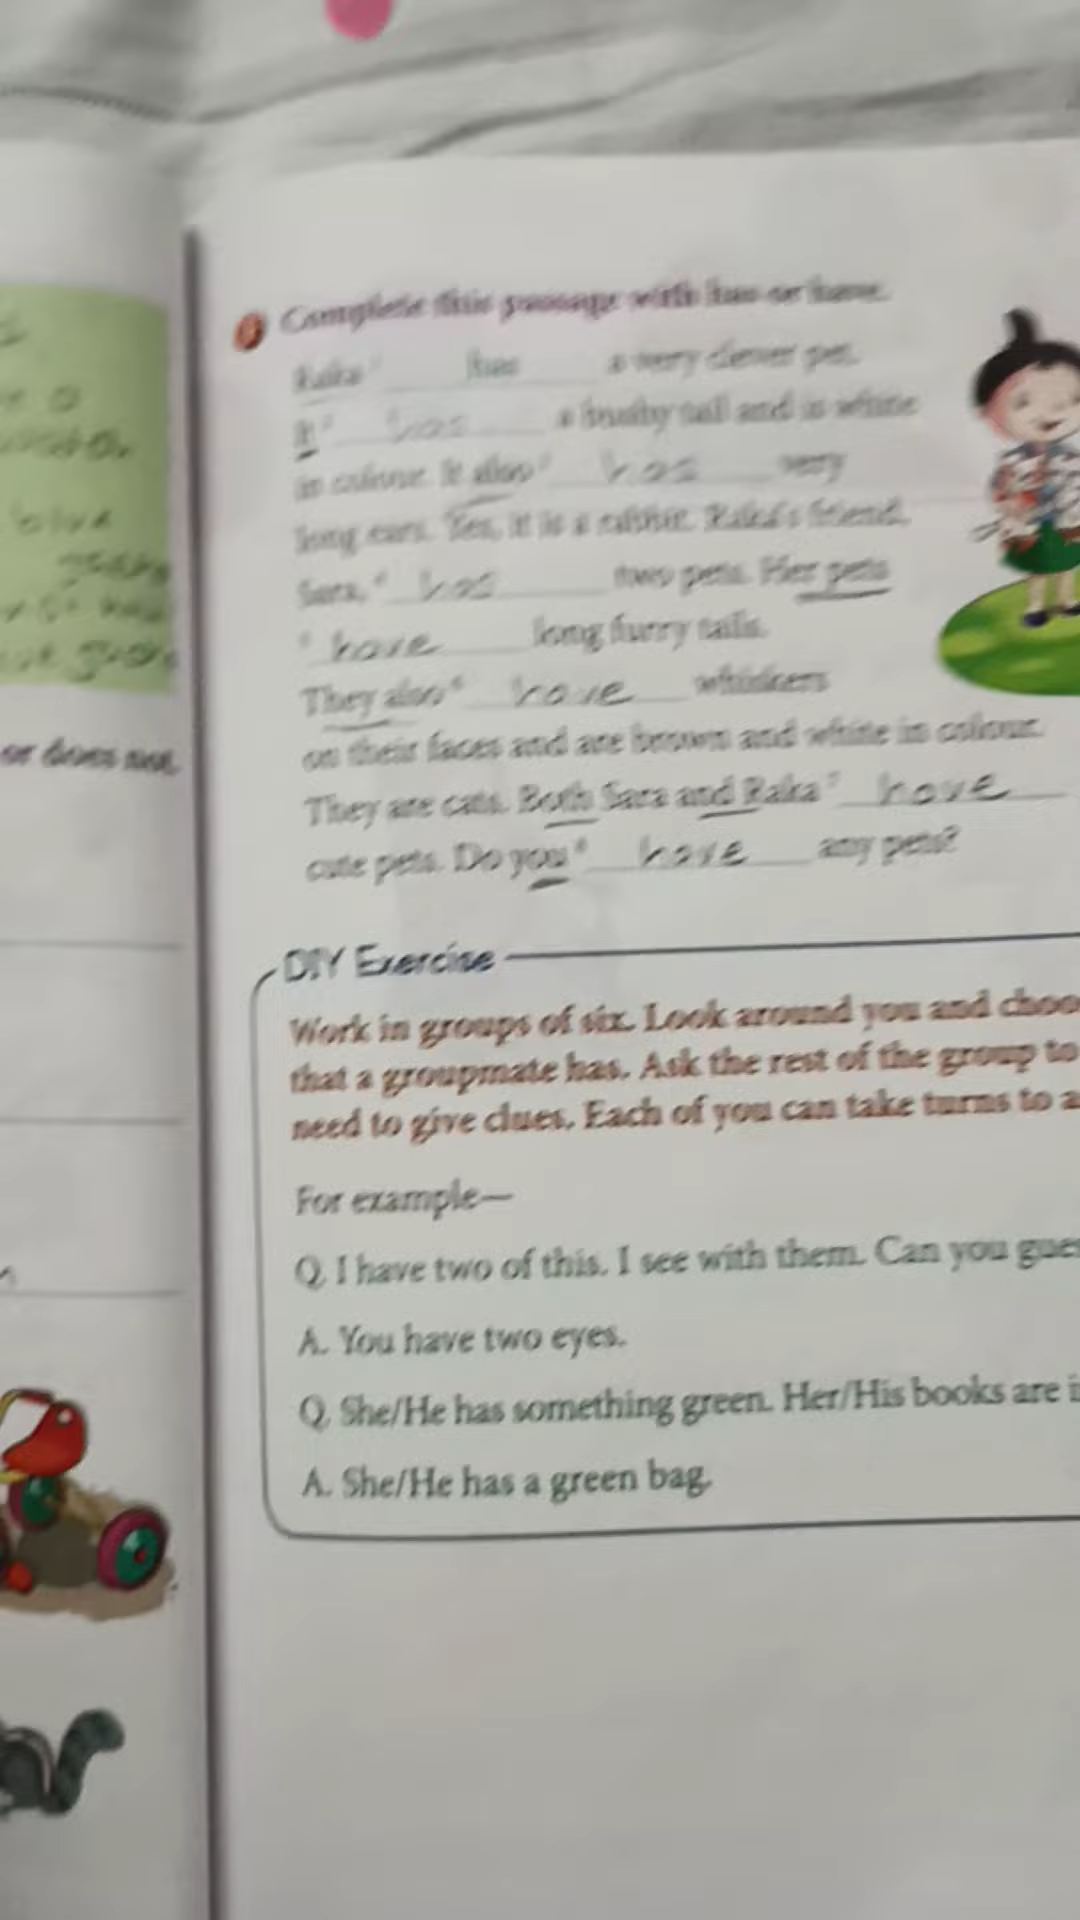 Complete this passage with has or have.
Raka has a very clever pet.
It has a bushy tail and is white
in colour. It also has very
long ears. Yes, it is a rabbit. Raka's friend,
Sara, has two pets. Her pets
have long furry tails.
They also have whiskers
on their faces and are brown and white in colour.
They are cats. Both Sara and Raka have
cute pets. Do you have any pets?
or does not.
blue
DIY Exercise
Work in groups of six. Look around you and choo
that a groupmate has. Ask the rest of the group to
need to give clues. Each of you can take turns to a
For example—
Q. I have two of this. I see with them. Can you gues
A. You have two eyes.
Q. She/He has something green. Her/His books are i
A. She/He has a green bag.